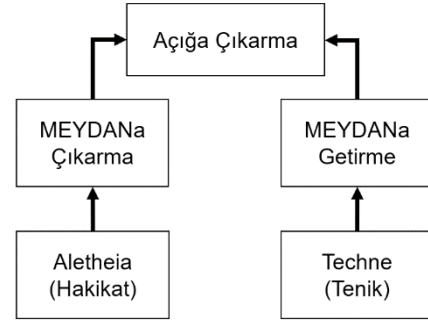 Açığa Çıkarma
MEYDANa
Çıkarma
MEYDANa
Getirme
Aletheia
(Hakikat)
Techne
(Tenik)